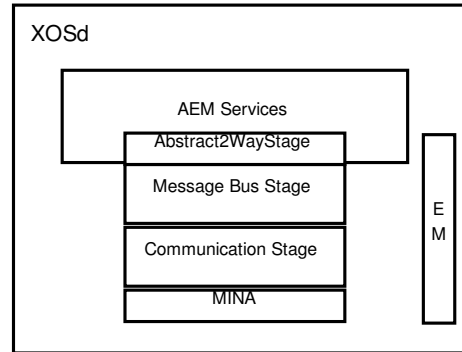 XOSd
AEM Services
Abstract2WayStage
Message Bus Stage
Communication Stage
MINA
E
M